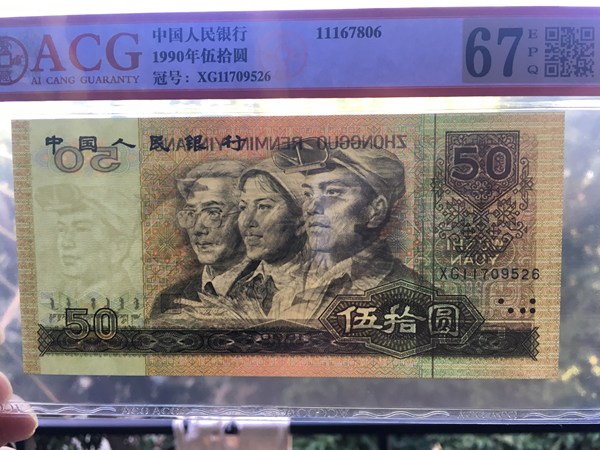 ACG
AI CANG GUARANTY
中国人民银行
1990年伍拾圆
冠号: XG11709526
11167806
67
EPQ
中国人民银行
ZHONGGUO RENMIN YINHANG
50
50
WUSHI
YUAN
XG11709526
50
伍拾圆